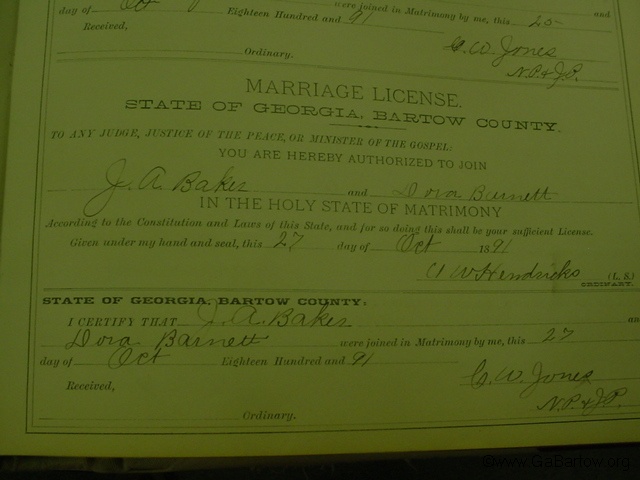 day of Oct Eighteen Hundred and 91 were joined in Matrimony by me, this 25 and
Received,
G. W. Jones
Ordinary.
N.P. & J.P.
MARRIAGE LICENSE.
STATE OF GEORGIA, BARTOW COUNTY.
TO ANY JUDGE, JUSTICE OF THE PEACE, OR MINISTER OF THE GOSPEL:
YOU ARE HEREBY AUTHORIZED TO JOIN
J. A. Baker and Dora Barnett
IN THE HOLY STATE OF MATRIMONY
According to the Constitution and Laws of this State, and for so doing this shall be your sufficient License.
Given under my hand and seal, this 27 day of Oct 1891
G W Hendricks (L. S.)
ORDINARY.
STATE OF GEORGIA, BARTOW COUNTY:
I CERTIFY THAT J. A. Baker an
Dora Barnett were joined in Matrimony by me, this 27
day of Oct Eighteen Hundred and 91
Received,
G. W. Jones
N.P. & J.P.
Ordinary.
©www.GaBartow.org